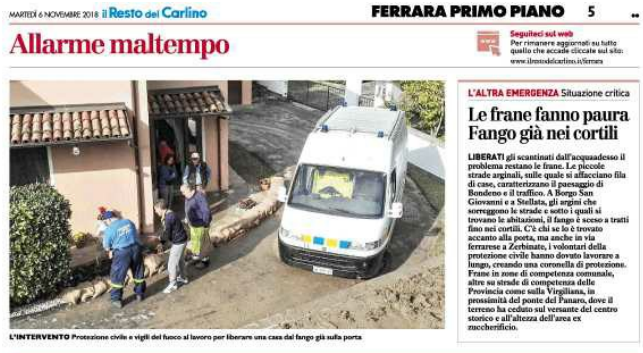 MARTEDÌ 6 NOVEMBRE 2018 il Resto del Carlino
FERRARA PRIMO PIANO 5
Allarme maltempo
Seguiteci sul web
Per rimanere aggiornati su tutto
quello che accade cliccate sul sito:
www.ilrestodelcarlino.it/ferrara
L'ALTRA EMERGENZA Situazione critica
Le frane fanno paura
Fango già nei cortili
LIBERATI gli scantinati dall'acquadesso il
problema restano le frane. Le piccole
strade arginali, sulle quale si affacciano fila
di case, caratterizzano il paesaggio di
Bondeno e il traffico. A Borgo San
Giovanni e a Stellata, gli argini che
sorreggono le strade e sotto i quali si
trovano le abitazioni, il fango è sceso a tratti
fino nei cortili. C'è chi se lo è trovato
accanto alla porta, ma anche in via
ferrarese a Zerbinate, i volontari della
protezione civile hanno dovuto lavorare a
lungo, creando una coronella di protezione.
Frane in zone di competenza comunale,
altre su strade di competenza delle
Provincia come sulla Virgiliana, in
prossimità del ponte del Panaro, dove il
terreno ha ceduto sul versante del centro
storico e all'altezza dell'area ex
zuccherificio.
L'INTERVENTO Protezione civile e vigili del fuoco al lavoro per liberare una casa dal fango già sulla porta